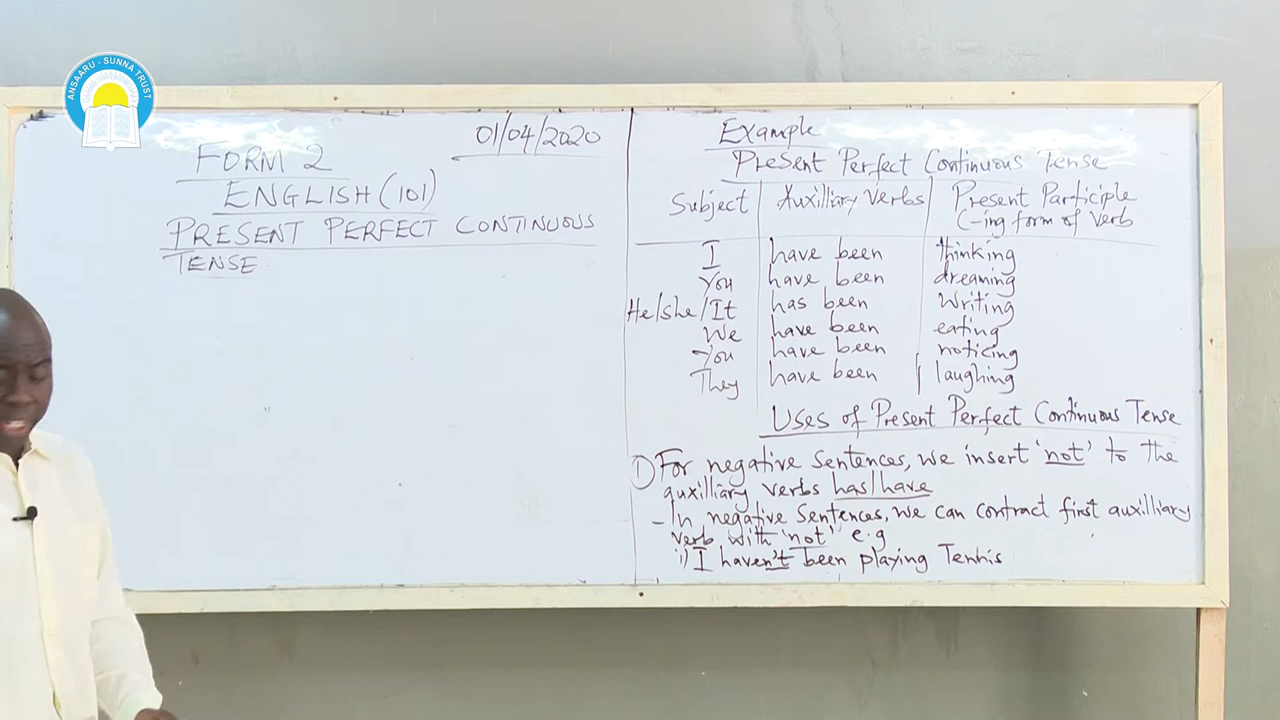 ANSAARU - SUNNA TRUST
01/04/2020
FORM 2
ENGLISH (101)
PRESENT PERFECT CONTINUOUS
TENSE
Example
Present Perfect Continuous Tense
Subject Auxilliary Verbs Present Participle
(-ing form of Verb
I have been thinking
You have been dreaming
He/she/It has been Writing
We have been eating
You have been noticing
They have been laughing
Uses of Present Perfect Continuous Tense
① For negative Sentences, we insert 'not' to the
auxilliary verbs has/have
- In negative Sentences, we can contract first auxilliary
verb with 'not' e.g
i) I haven't been playing Tennis